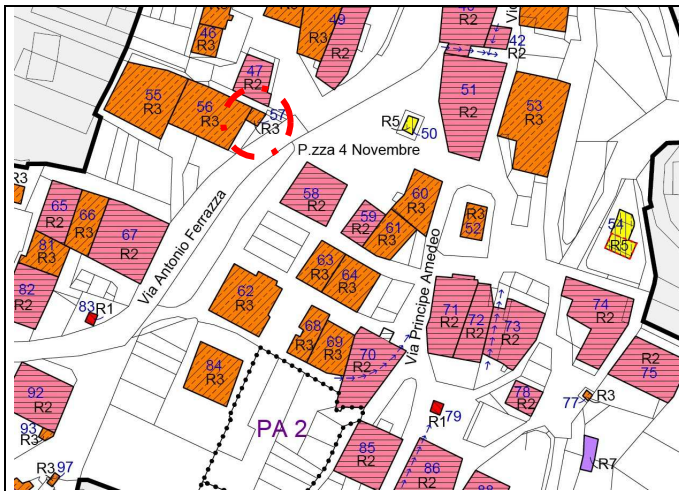 46
R3
49
R2
42
R2
47
R2
55
R3
56
R3
57
R3
51
R2
53
R3
R5
50
P.zza 4 Novembre
58
R2
60
R3
59
R2
61
R3
R3
52
54
R5
65
R2
66
R3
67
R2
81
R3
82
R2
83
R1
Via Antonio Ferrazza
62
R3
63
R3
64
R3
Via Principe Amedeo
71
R2
72
R2
73
R2
74
R2
68
R3
69
R3
70
R2
84
R3
R2
75
78
R2
77
R3
92
R2
93
R3
R3
97
PA 2
R1
79
85
R2
86
R2
R7